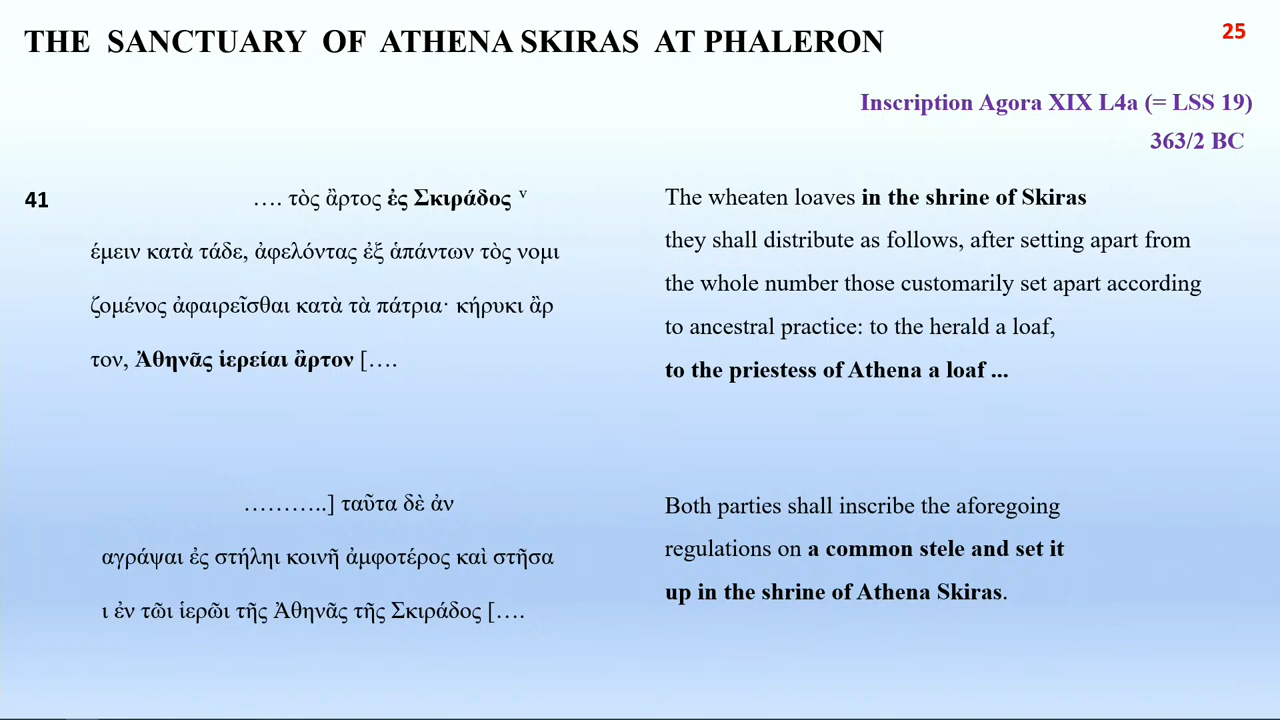 THE SANCTUARY OF ATHENA SKIRAS AT PHALERON
25
Inscription Agora XIX L4a (= LSS 19)
363/2 BC
41
…. τὸς ἂρτος ἐς Σκιράδος ᵛ
έμειν κατὰ τάδε, ἀφελόντας ἐξ ἁπάντων τὸς νομι
ζομένος ἀφαιρεῖσθαι κατὰ τὰ πάτρια· κήρυκι ἂρ
τον, Ἀθηνᾶς ἱερείαι ἂρτον [….
The wheaten loaves in the shrine of Skiras
they shall distribute as follows, after setting apart from
the whole number those customarily set apart according
to ancestral practice: to the herald a loaf,
to the priestess of Athena a loaf ...
………..] ταῦτα δὲ ἀν
αγράψαι ἐς στήληι κοινῆ ἀμφοτέρος καὶ στῆσα
ι ἐν τῶι ἱερῶι τῆς Ἀθηνᾶς τῆς Σκιράδος [….
Both parties shall inscribe the aforegoing
regulations on a common stele and set it
up in the shrine of Athena Skiras.